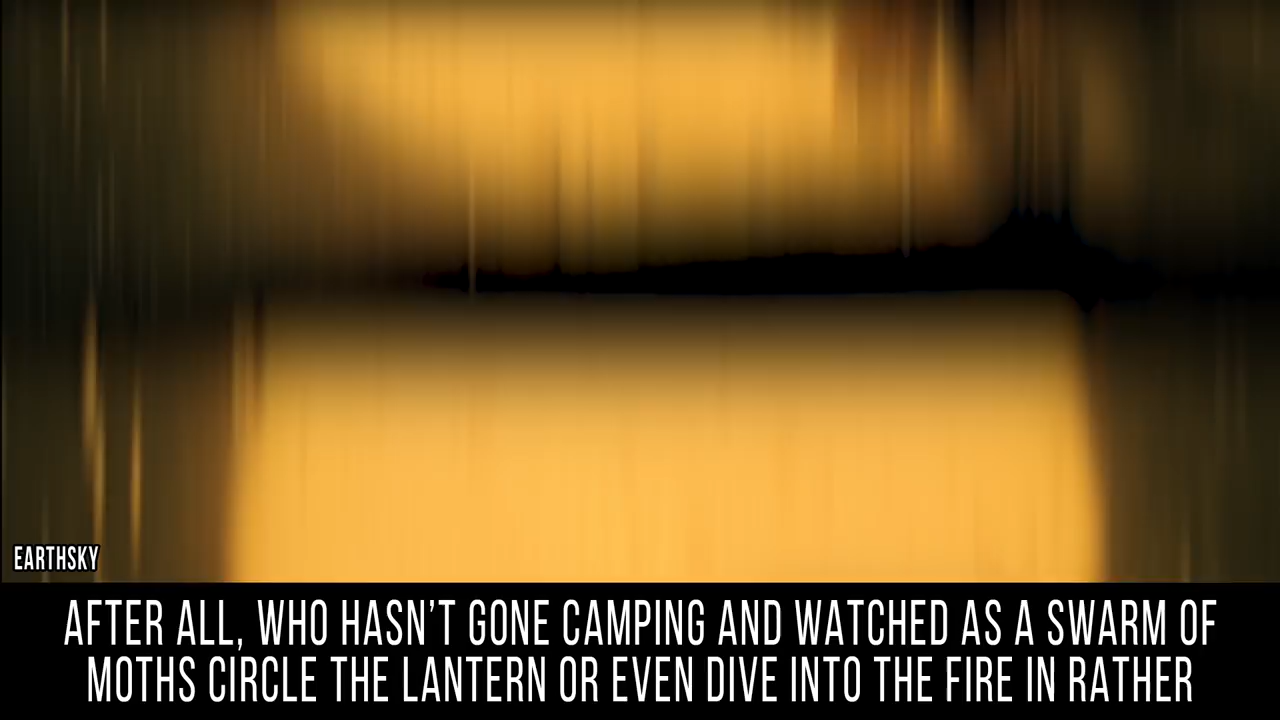 EARTHSKY
AFTER ALL, WHO HASN'T GONE CAMPING AND WATCHED AS A SWARM OF
MOTHS CIRCLE THE LANTERN OR EVEN DIVE INTO THE FIRE IN RATHER